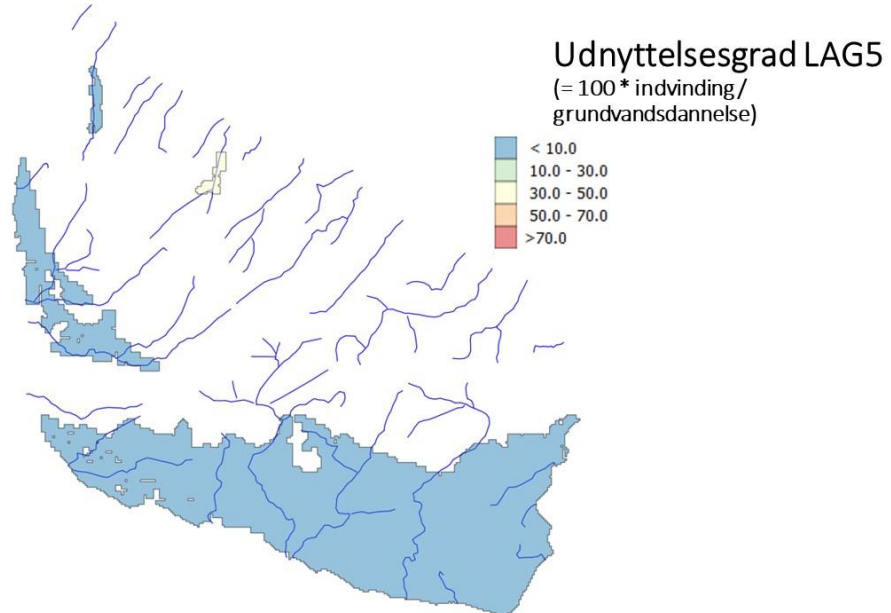 Udnyttelsesgrad LAG5
(= 100 * indvinding/
grundvandsdannelse)
< 10.0
10.0 - 30.0
30.0 - 50.0
50.0 - 70.0
>70.0